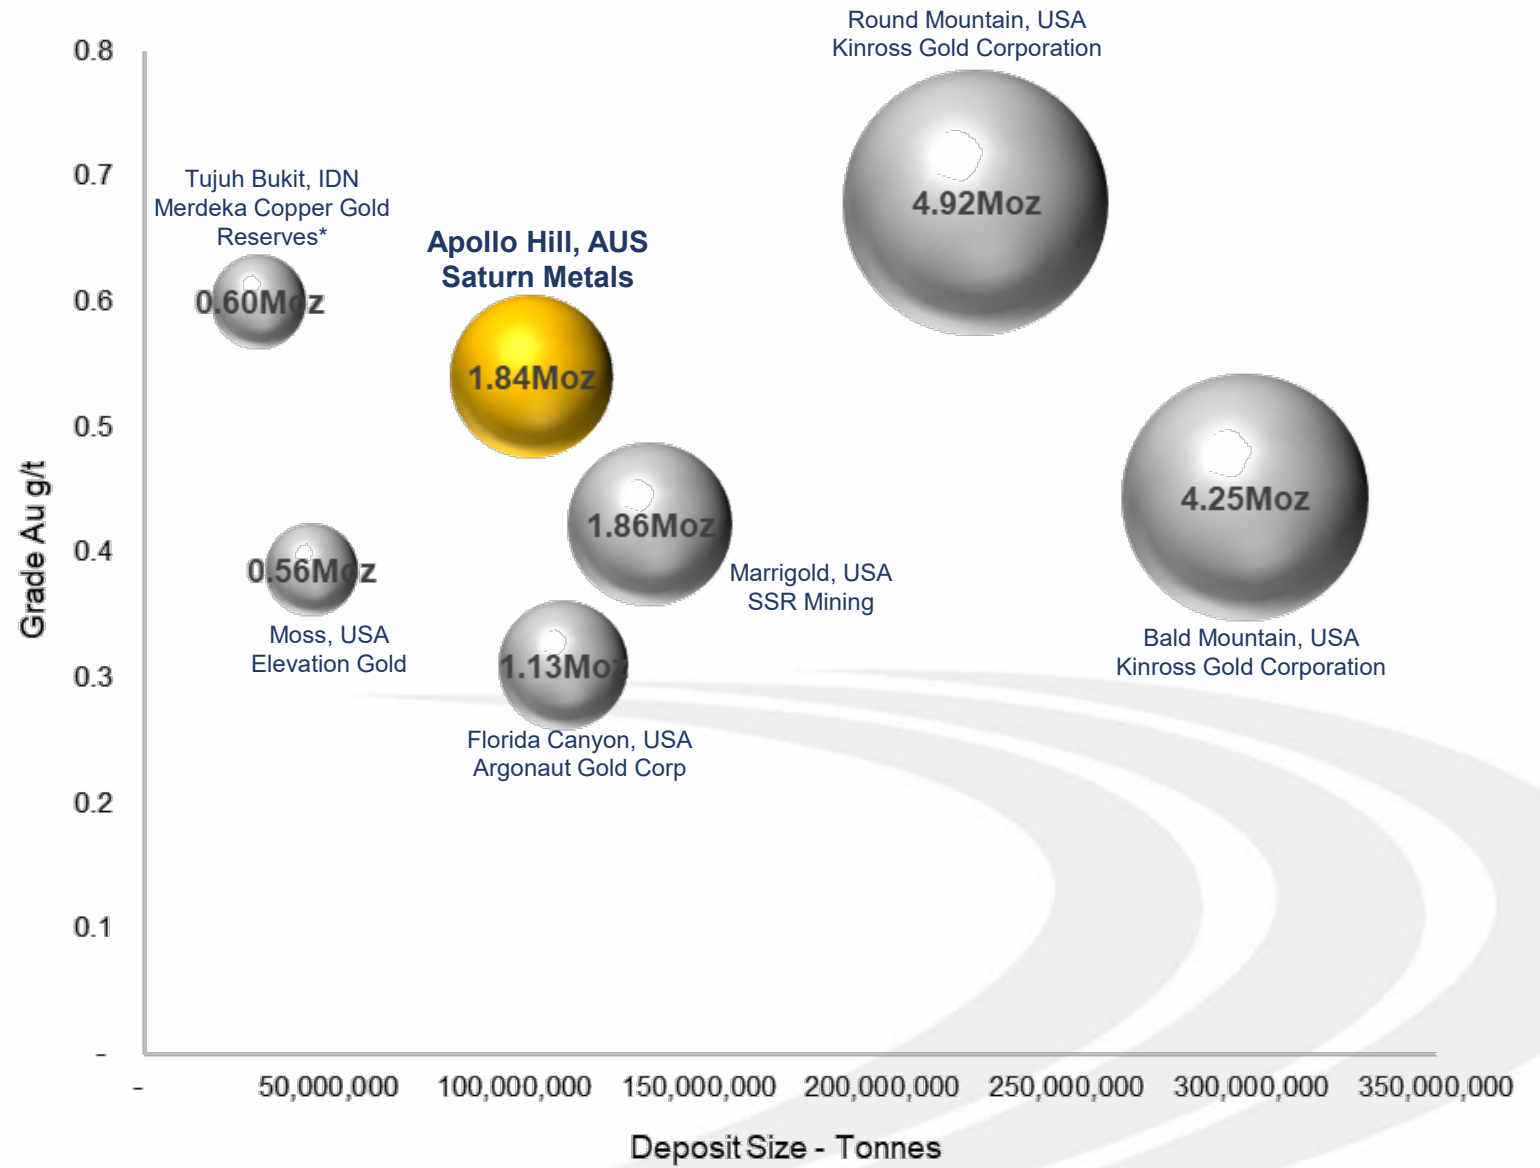 Round Mountain, USA
Kinross Gold Corporation
0.8
4.92Moz
0.7
Tujuh Bukit, IDN
Merdeka Copper Gold
Reserves*
0.60Moz
Apollo Hill, AUS
Saturn Metals
1.84Moz
0.6
0.5
1.86Moz
Marrigold, USA
SSR Mining
4.25Moz
Bald Mountain, USA
Kinross Gold Corporation
0.4
0.56Moz
Moss, USA
Elevation Gold
1.13Moz
Florida Canyon, USA
Argonaut Gold Corp
0.3
0.2
0.1
-
Grade Au g/t
- 50,000,000 100,000,000 150,000,000 200,000,000 250,000,000 300,000,000 350,000,000
Deposit Size - Tonnes